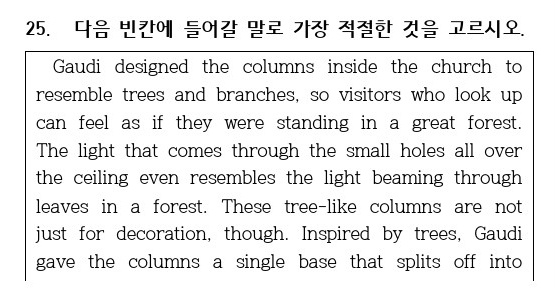 25. 다음 빈칸에 들어갈 말로 가장 적절한 것을 고르시오.
Gaudi designed the columns inside the church to
resemble trees and branches, so visitors who look up
can feel as if they were standing in a great forest.
The light that comes through the small holes all over
the ceiling even resembles the light beaming through
leaves in a forest. These tree-like columns are not
just for decoration, though. Inspired by trees, Gaudi
gave the columns a single base that splits off into